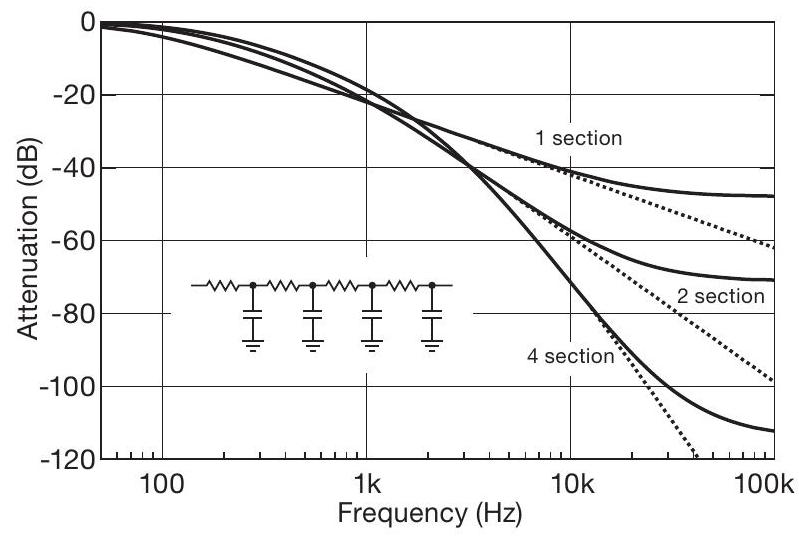 Attenuation (dB)
0
-20
-40
-60
-80
-100
-120
1 section
2 section
4 section
100 1k 10k 100k
Frequency (Hz)